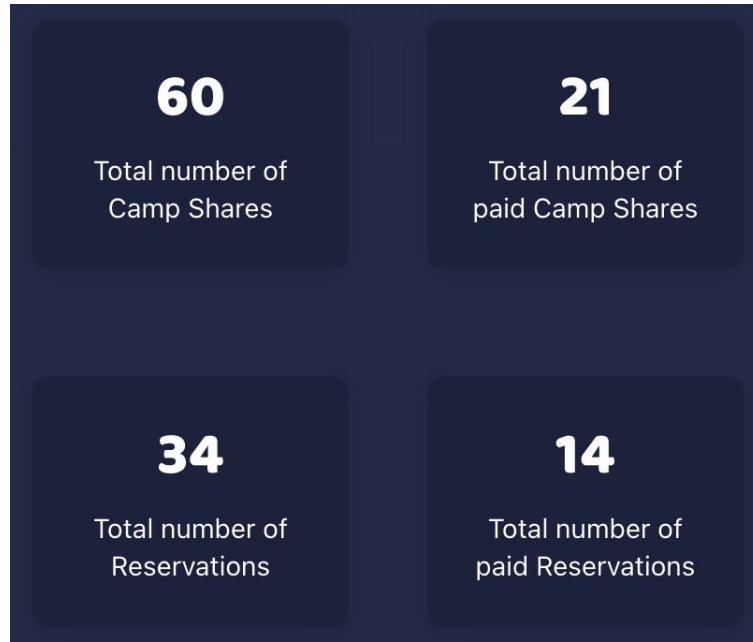 60
Total number of
Camp Shares
21
Total number of
paid Camp Shares
34
Total number of
Reservations
14
Total number of
paid Reservations